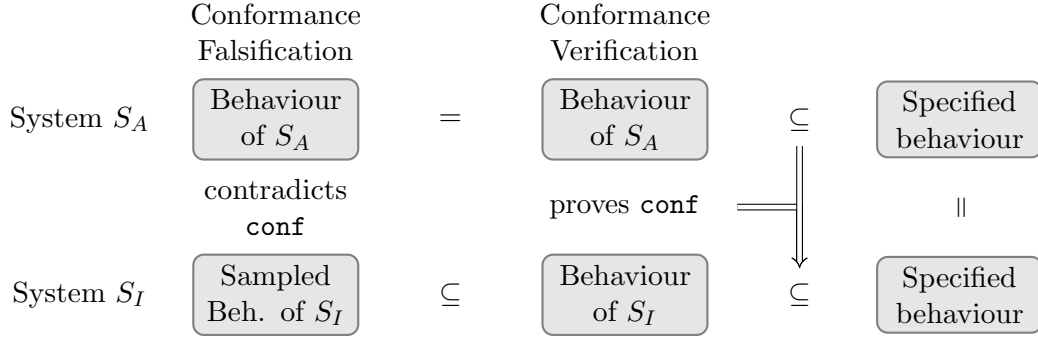 Conformance
Falsification
Conformance
Verification
System S_A
Behaviour
of S_A
=
Behaviour
of S_A
⊆
Specified
behaviour
contradicts
conf
proves conf
=
System S_I
Sampled
Beh. of S_I
⊆
Behaviour
of S_I
⊆
Specified
behaviour